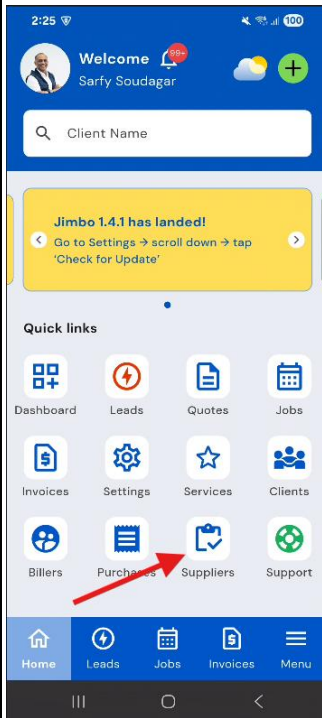 2:25 100
Welcome 99+
Sarfy Soudagar
Client Name
Jimbo 1.4.1 has landed!
Go to Settings → scroll down → tap
‘Check for Update’
Quick links
Dashboard Leads Quotes Jobs
Invoices Settings Services Clients
Billers Purchases Suppliers Support
Home Leads Jobs Invoices Menu